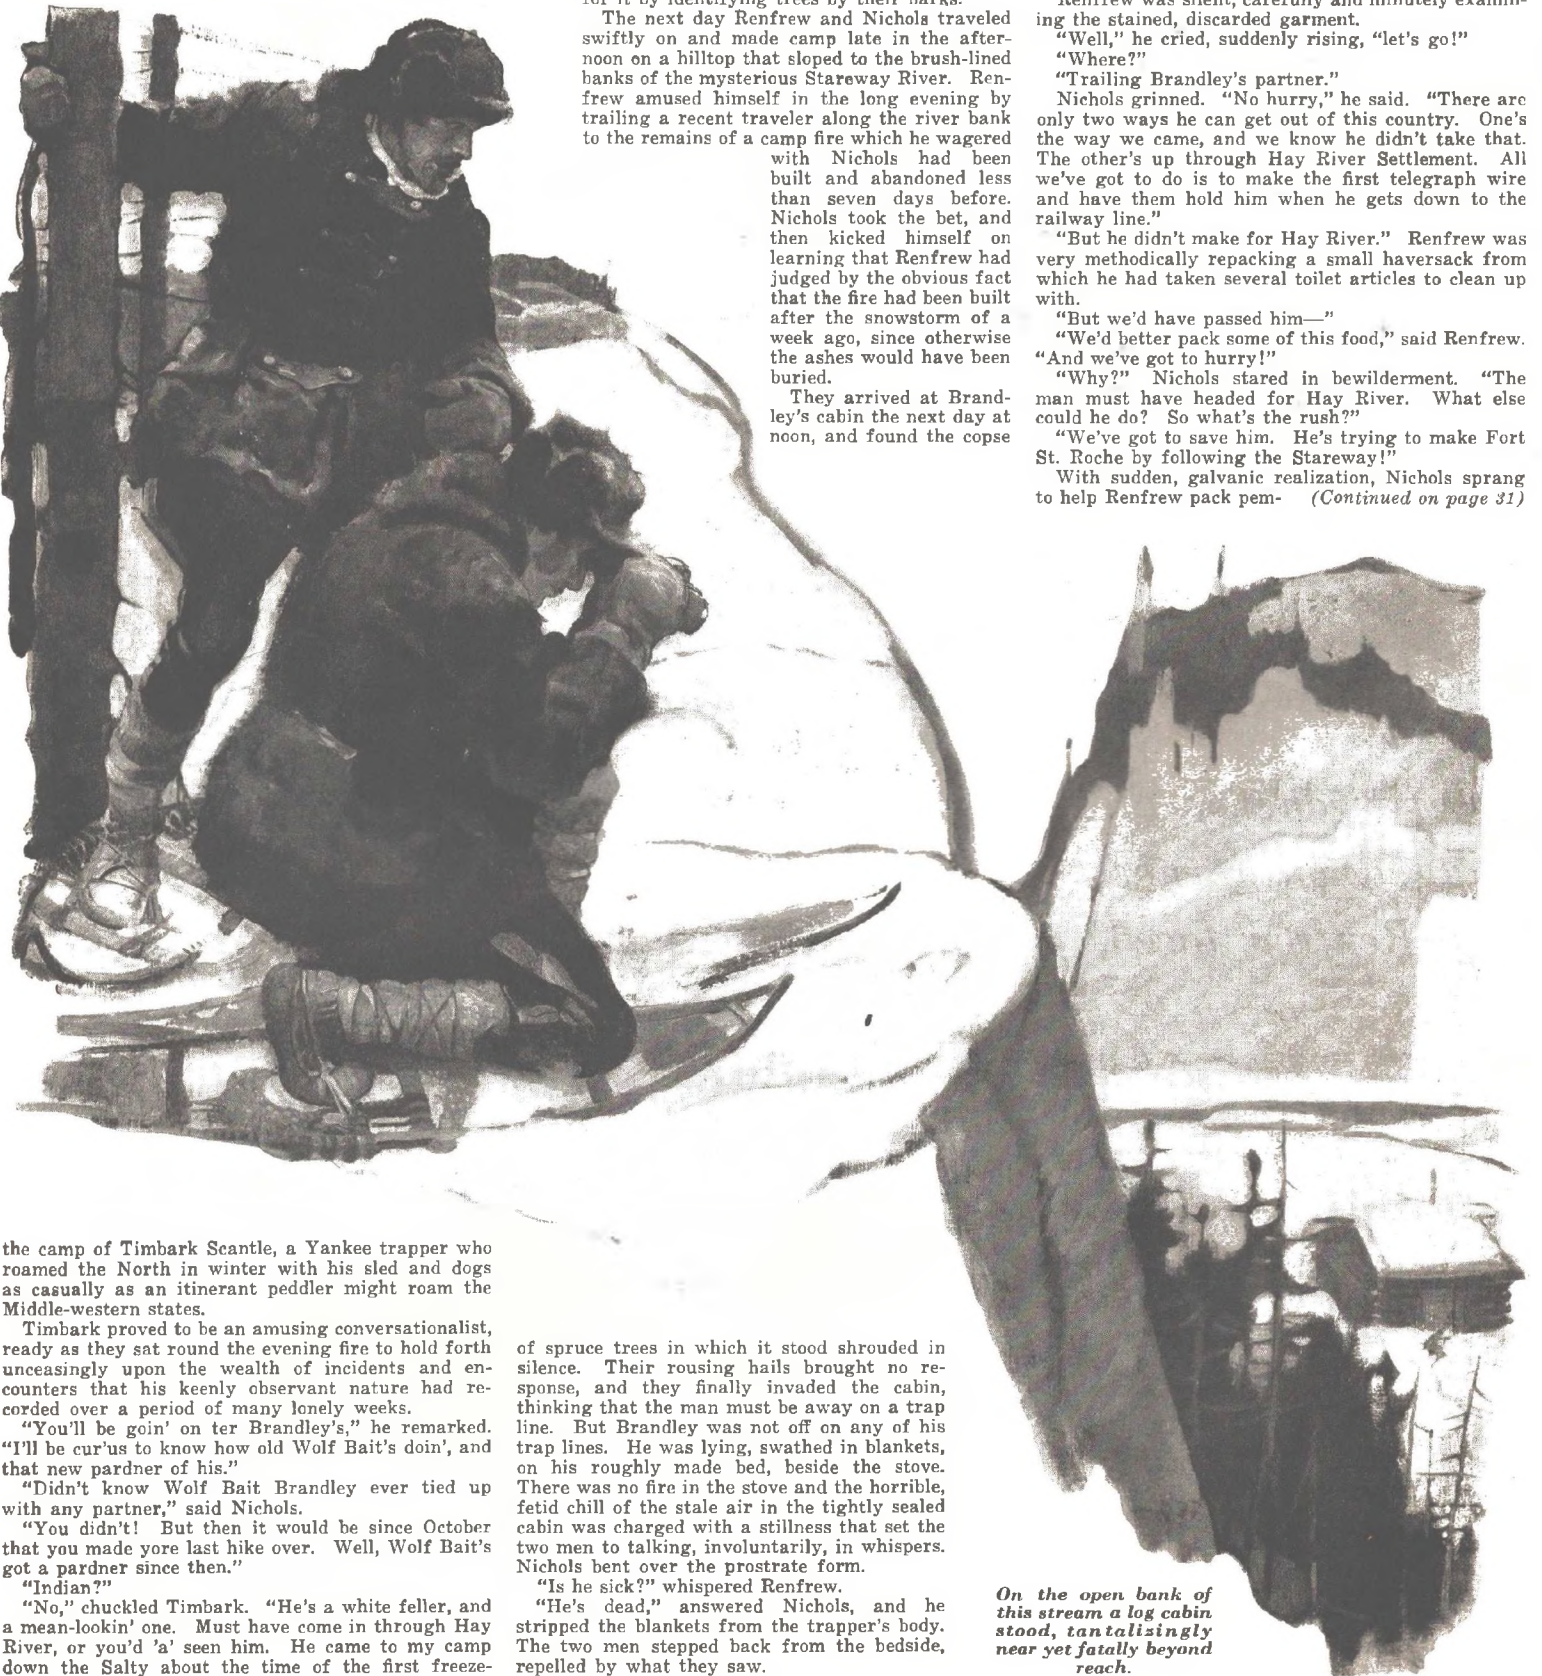 the camp of Timbark Scantle, a Yankee trapper who
roamed the North in winter with his sled and dogs
as casually as an itinerant peddler might roam the
Middle-western states.
Timbark proved to be an amusing conversationalist,
ready as they sat round the evening fire to hold forth
unceasingly upon the wealth of incidents and en-
counters that his keenly observant nature had re-
corded over a period of many lonely weeks.
"You'll be goin' on ter Brandley's," he remarked.
"I'll be cur'us to know how old Wolf Bait's doin', and
that new pardner of his."
"Didn't know Wolf Bait Brandley ever tied up
with any partner," said Nichols.
"You didn't! But then it would be since October
that you made yore last hike over. Well, Wolf Bait's
got a pardner since then."
"Indian?"
"No," chuckled Timbark. "He's a white feller, and
a mean-lookin' one. Must have come in through Hay
River, or you'd 'a' seen him. He came to my camp
down the Salty about the time of the first freeze-
for it by identifying trees by their barks.
The next day Renfrew and Nichols traveled
swiftly on and made camp late in the after-
noon on a hilltop that sloped to the brush-lined
banks of the mysterious Stareway River. Ren-
frew amused himself in the long evening by
trailing a recent traveler along the river bank
to the remains of a camp fire which he wagered
with Nichols had been
built and abandoned less
than seven days before.
Nichols took the bet, and
then kicked himself on
learning that Renfrew had
judged by the obvious fact
that the fire had been built
after the snowstorm of a
week ago, since otherwise
the ashes would have been
buried.
They arrived at Brand-
ley's cabin the next day at
noon, and found the copse
of spruce trees in which it stood shrouded in
silence. Their rousing hails brought no re-
sponse, and they finally invaded the cabin,
thinking that the man must be away on a trap
line. But Brandley was not off on any of his
trap lines. He was lying, swathed in blankets,
on his roughly made bed, beside the stove.
There was no fire in the stove and the horrible,
fetid chill of the stale air in the tightly sealed
cabin was charged with a stillness that set the
two men to talking, involuntarily, in whispers.
Nichols bent over the prostrate form.
"Is he sick?" whispered Renfrew.
"He's dead," answered Nichols, and he
stripped the blankets from the trapper's body.
The two men stepped back from the bedside,
repelled by what they saw.
Renfrew was silent, carefully and minutely examin-
ing the stained, discarded garment.
"Well," he cried, suddenly rising, "let's go!"
"Where?"
"Trailing Brandley's partner."
Nichols grinned. "No hurry," he said. "There are
only two ways he can get out of this country. One's
the way we came, and we know he didn't take that.
The other's up through Hay River Settlement. All
we've got to do is to make the first telegraph wire
and have them hold him when he gets down to the
railway line."
"But he didn't make for Hay River." Renfrew was
very methodically repacking a small haversack from
which he had taken several toilet articles to clean up
with.
"But we'd have passed him—"
"We'd better pack some of this food," said Renfrew.
"And we've got to hurry!"
"Why?" Nichols stared in bewilderment. "The
man must have headed for Hay River. What else
could he do? So what's the rush?"
"We've got to save him. He's trying to make Fort
St. Roche by following the Stareway!"
With sudden, galvanic realization, Nichols sprang
to help Renfrew pack pem- (Continued on page 31)
On the open bank of
this stream a log cabin
stood, tantalisingly
near yet fatally beyond
reach.